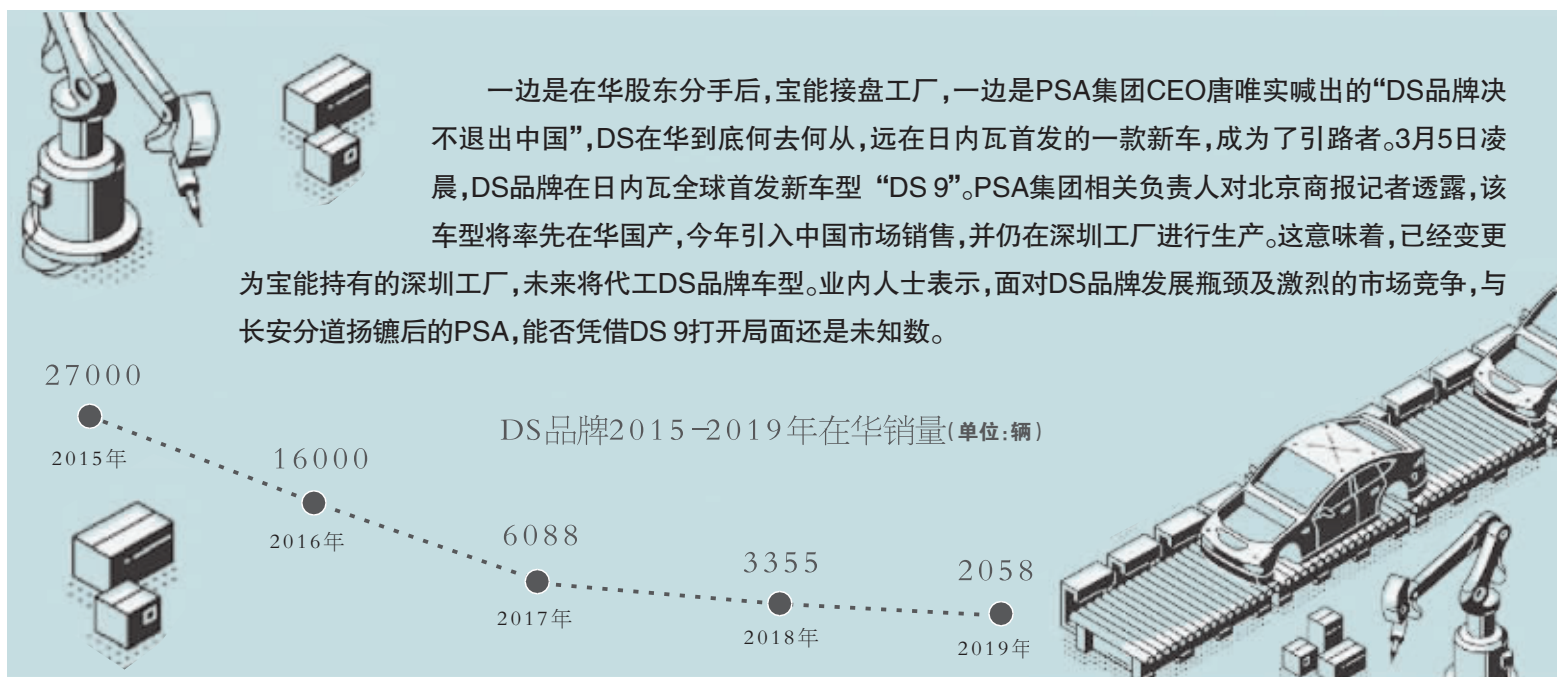 一边是在华股东分手后，宝能接盘工厂，一边是PSA集团CEO唐唯实喊出的“DS品牌决
不退出中国”，DS在华到底何去何从，远在日内瓦首发的一款新车，成为了引路者。3月5日凌
晨，DS品牌在日内瓦全球首发新车型 “DS 9”。PSA集团相关负责人对北京商报记者透露，该
车型将率先在华国产，今年引入中国市场销售，并仍在深圳工厂进行生产。这意味着，已经变更
为宝能持有的深圳工厂，未来将代工DS品牌车型。业内人士表示，面对DS品牌发展瓶颈及激烈的市场竞争，与
长安分道扬镳后的PSA，能否凭借DS 9打开局面还是未知数。
DS品牌2015-2019年在华销量(单位:辆)
27000
2015年
16000
2016年
6088
2017年
3355
2018年
2058
2019年